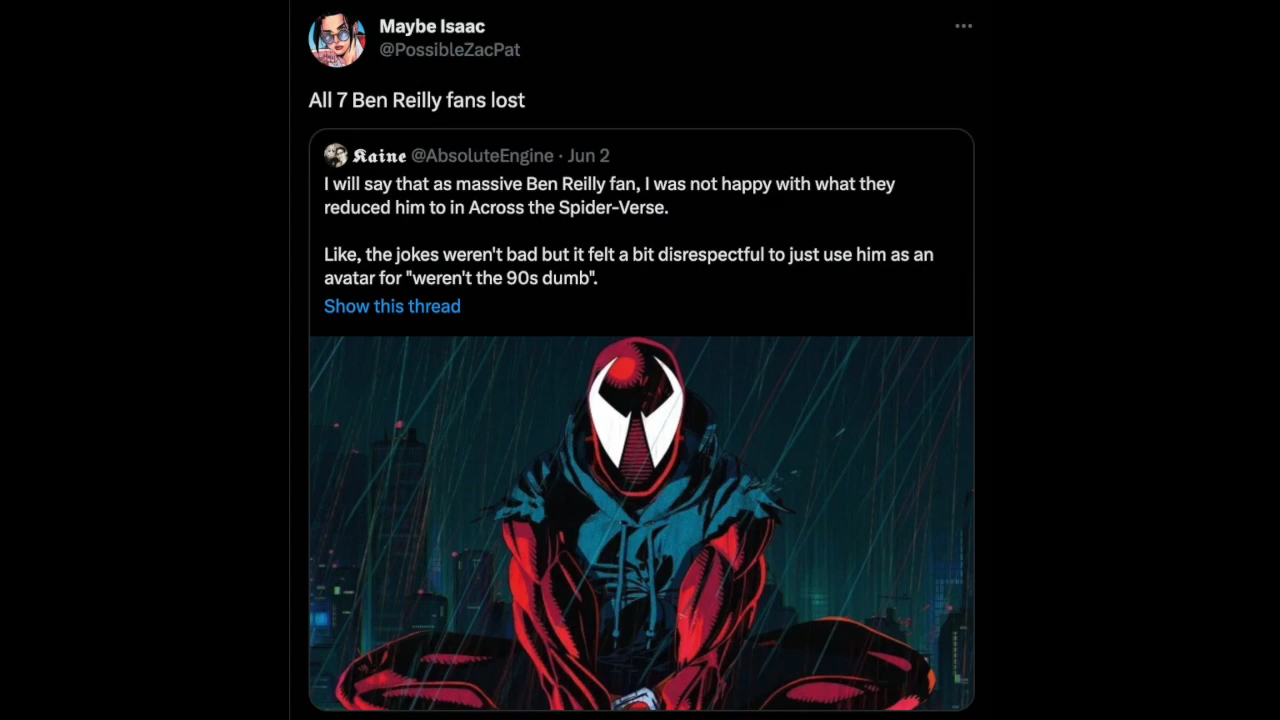 Maybe Isaac
@PossibleZacPat
All 7 Ben Reilly fans lost
𝕶𝖆𝖎𝖓𝖊 @AbsoluteEngine · Jun 2
I will say that as massive Ben Reilly fan, I was not happy with what they
reduced him to in Across the Spider-Verse.
Like, the jokes weren't bad but it felt a bit disrespectful to just use him as an
avatar for "weren't the 90s dumb".
Show this thread